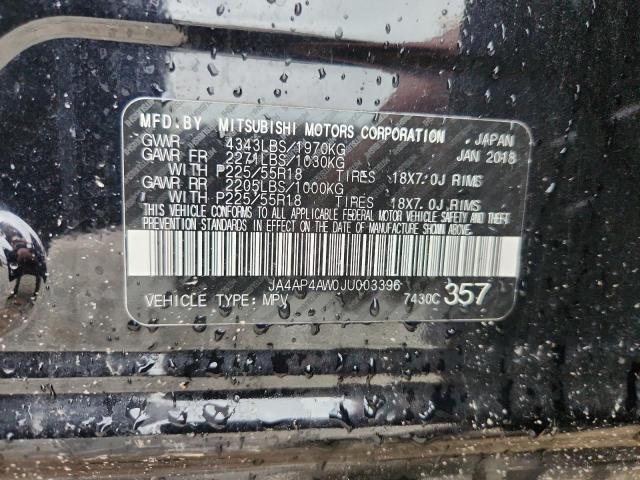 MFD.BY MITSUBISHI MOTORS CORPORATION
GWVR 4343LBS/1970KG JAPAN
GAWR FR 2271LBS/1030KG JAN 2018
WITH P225/55R18 TIRES 18X7.0J RIMS
GAWR RR 2205LBS/1000KG
WITH P225/55R18 TIRES 18X7.0J RIMS
THIS VEHICLE CONFORMS TO ALL APPLICABLE FEDERAL MOTOR VEHICLE SAFETY AND THEFT
PREVENTION STANDARDS IN EFFECT ON THE DATE OF MANUFACTURE SHOWN ABOVE.
JA4AP4AW0JU003396
VEHICLE TYPE: MPV 7430C 357